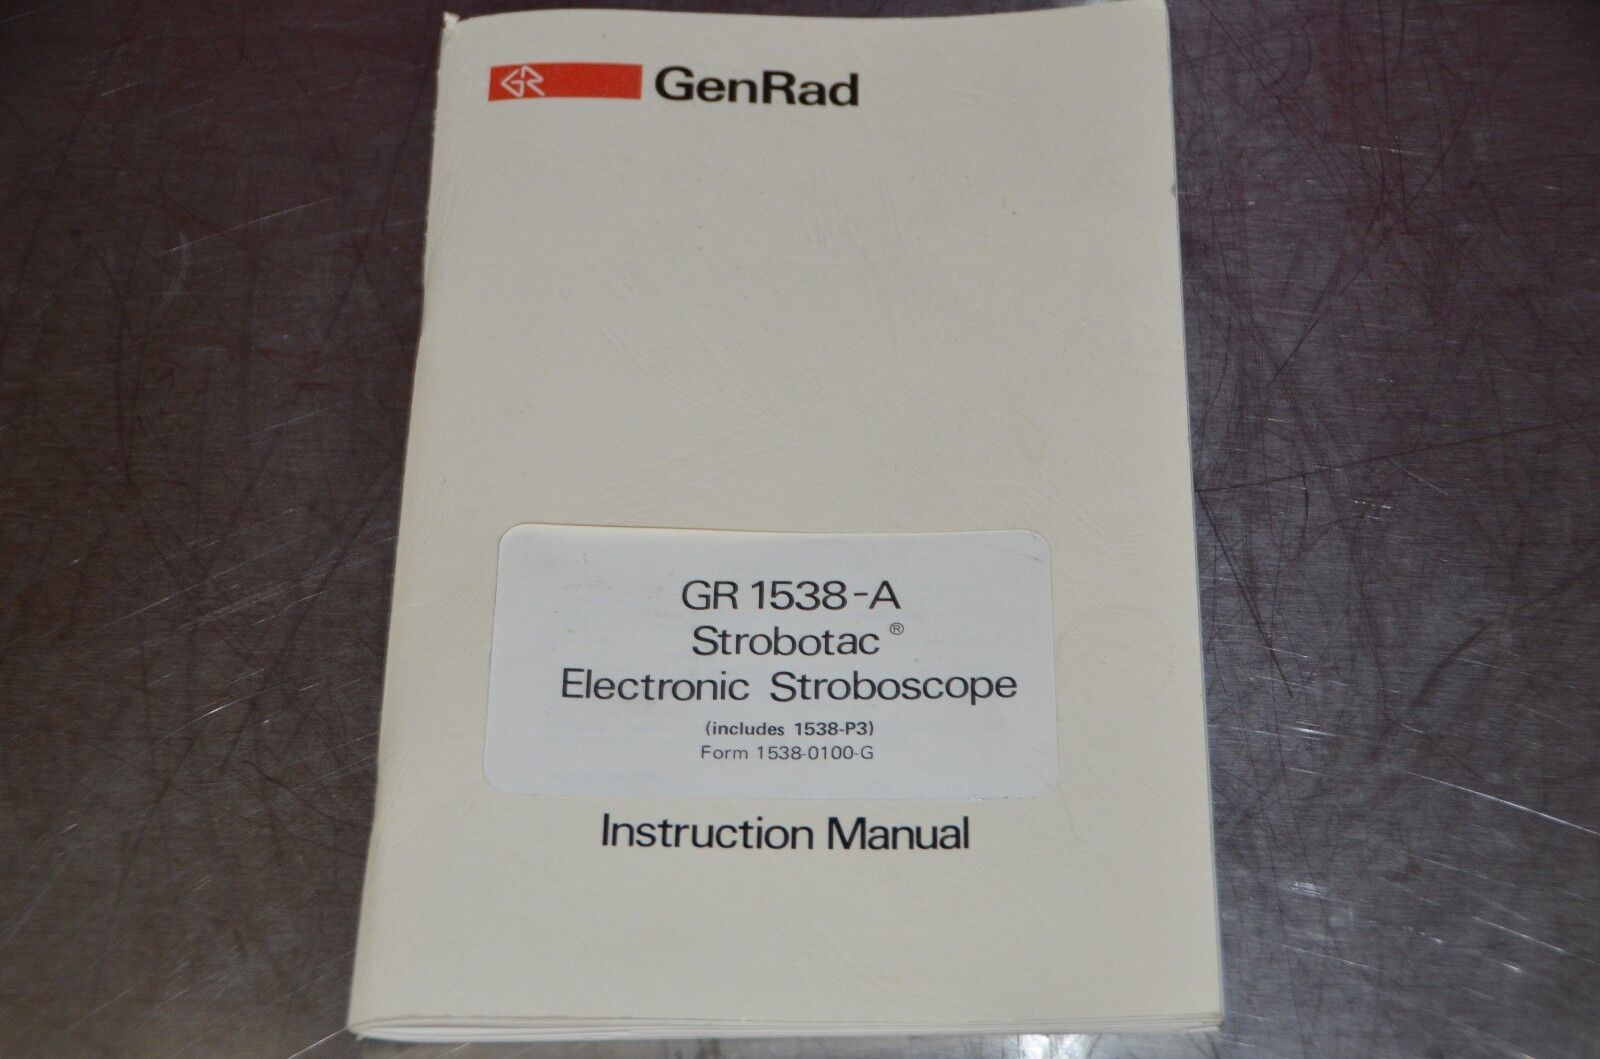 GR GenRad
GR 1538-A
Strobotac®
Electronic Stroboscope
(includes 1538-P3)
Form 1538-0100-G
Instruction Manual